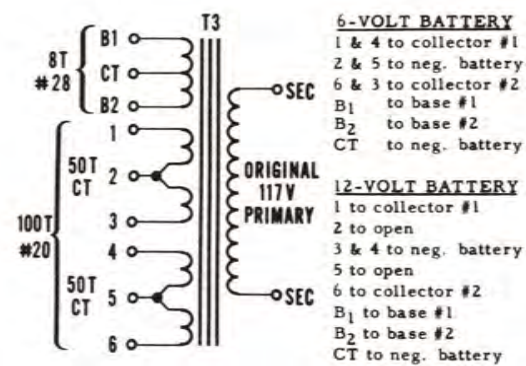 T3
8T
#28
B1
CT
B2
SEC
1
50T
CT
2
3
100T
#20
4
50T
CT
5
6
ORIGINAL
117V
PRIMARY
SEC
6-VOLT BATTERY
1 & 4 to collector #1
2 & 5 to neg. battery
6 & 3 to collector #2
B1 to base #1
B2 to base #2
CT to neg. battery
12-VOLT BATTERY
1 to collector #1
2 to open
3 & 4 to neg. battery
5 to open
6 to collector #2
B1 to base #1
B2 to base #2
CT to neg. battery